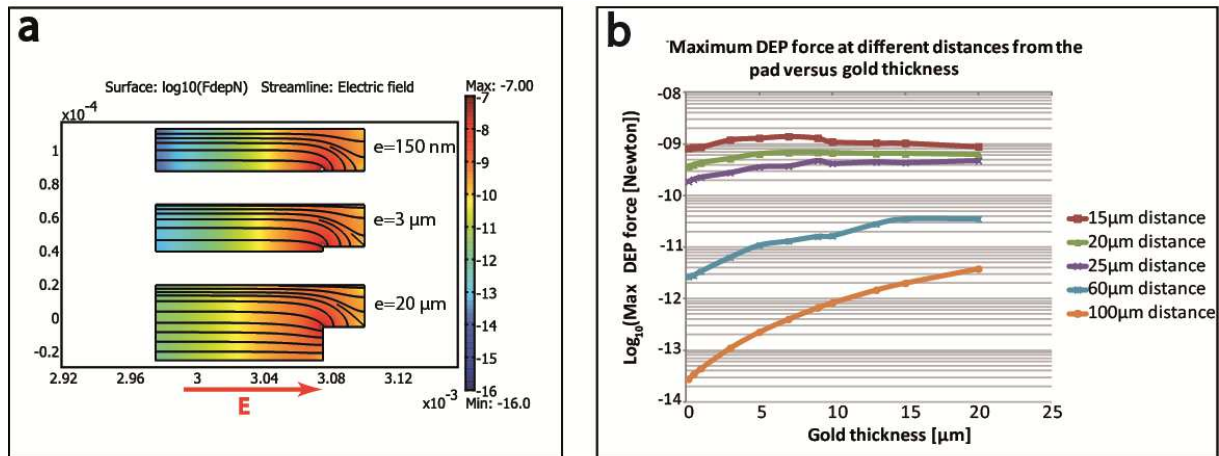 a
Surface: log10(FdepN) Streamline: Electric field
Max: -7.00
x10⁻⁴
1
0.8
0.6
0.4
0.2
0
-0.2
e=150 nm
e=3 µm
e=20 µm
-7
-8
-9
-10
-11
-12
-13
-14
-15
-16
Min: -16.0
2.92
2.96
3
3.04
3.08
3.12
x10⁻³
E
b
Maximum DEP force at different distances from the
pad versus gold thickness
Log₁₀(Max DEP force [Newton]
-08
-09
-10
-11
-12
-13
-14
0
5
10
15
20
25
Gold thickness [µm]
15µm distance
20µm distance
25µm distance
60µm distance
100µm distance